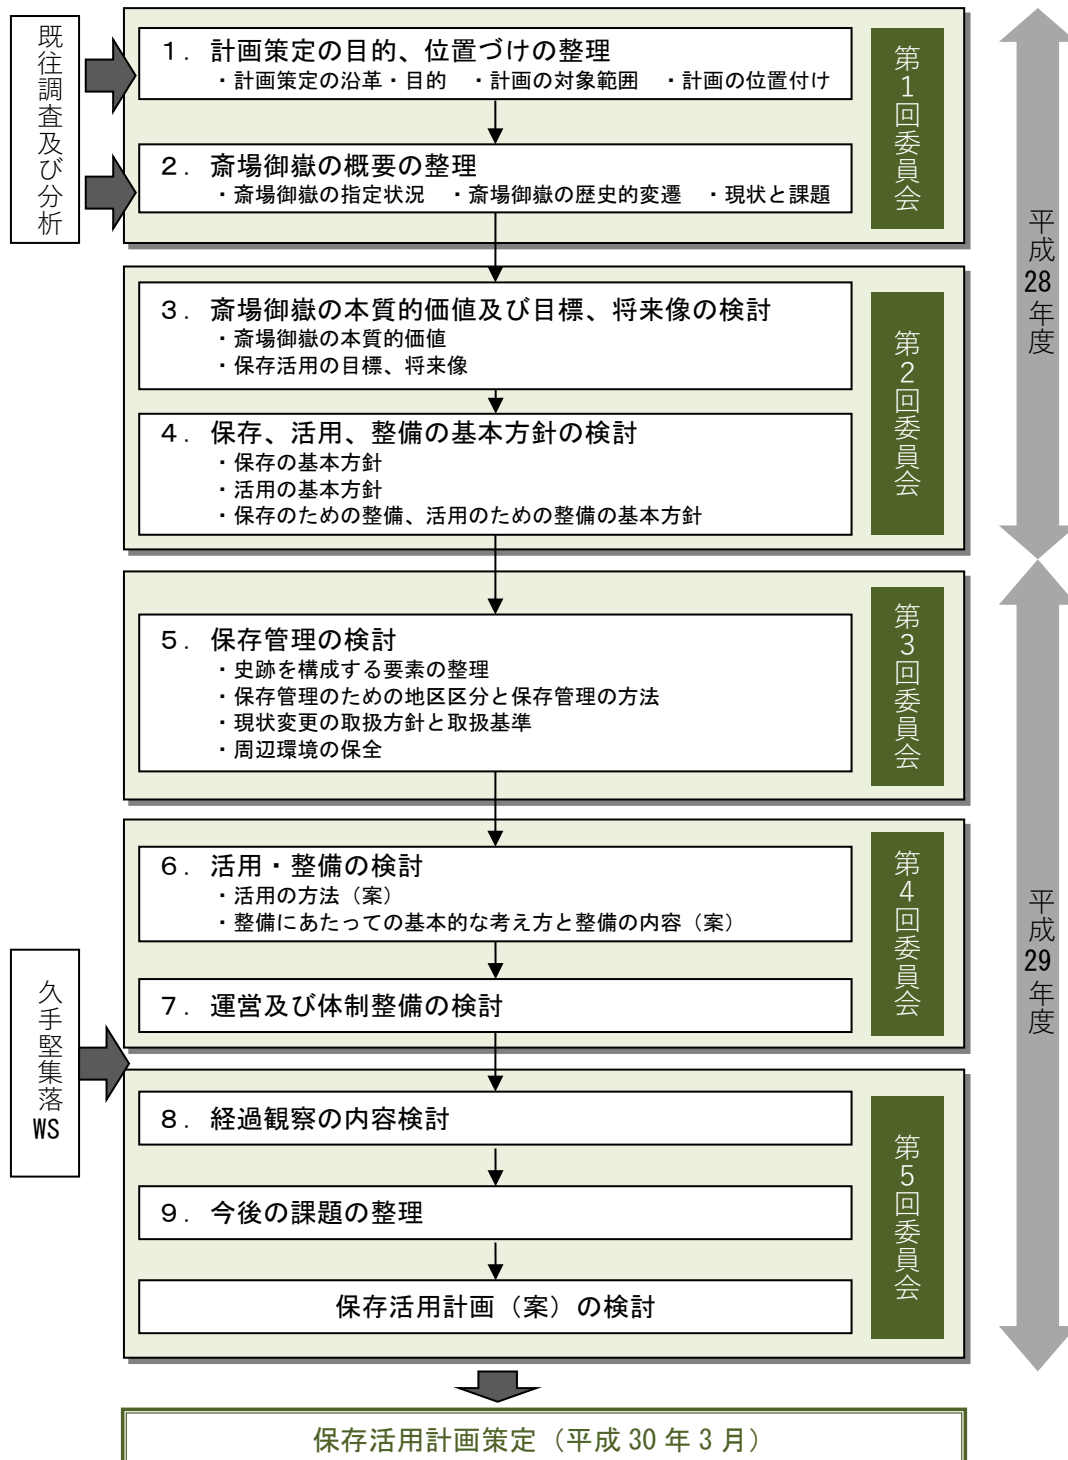 既往調査及び分析
１．計画策定の目的、位置づけの整理
・計画策定の沿革・目的　・計画の対象範囲　・計画の位置付け
２．斎場御嶽の概要の整理
・斎場御嶽の指定状況　・斎場御嶽の歴史的変遷　・現状と課題
第1回委員会
３．斎場御嶽の本質的価値及び目標、将来像の検討
・斎場御嶽の本質的価値
・保存活用の目標、将来像
４．保存、活用、整備の基本方針の検討
・保存の基本方針
・活用の基本方針
・保存のための整備、活用のための整備の基本方針
第2回委員会
平成28年度
５．保存管理の検討
・史跡を構成する要素の整理
・保存管理のための地区区分と保存管理の方法
・現状変更の取扱方針と取扱基準
・周辺環境の保全
第3回委員会
６．活用・整備の検討
・活用の方法（案）
・整備にあたっての基本的な考え方と整備の内容（案）
７．運営及び体制整備の検討
第4回委員会
久手堅集落WS
８．経過観察の内容検討
９．今後の課題の整理
保存活用計画（案）の検討
第5回委員会
平成29年度
保存活用計画策定（平成30年3月）